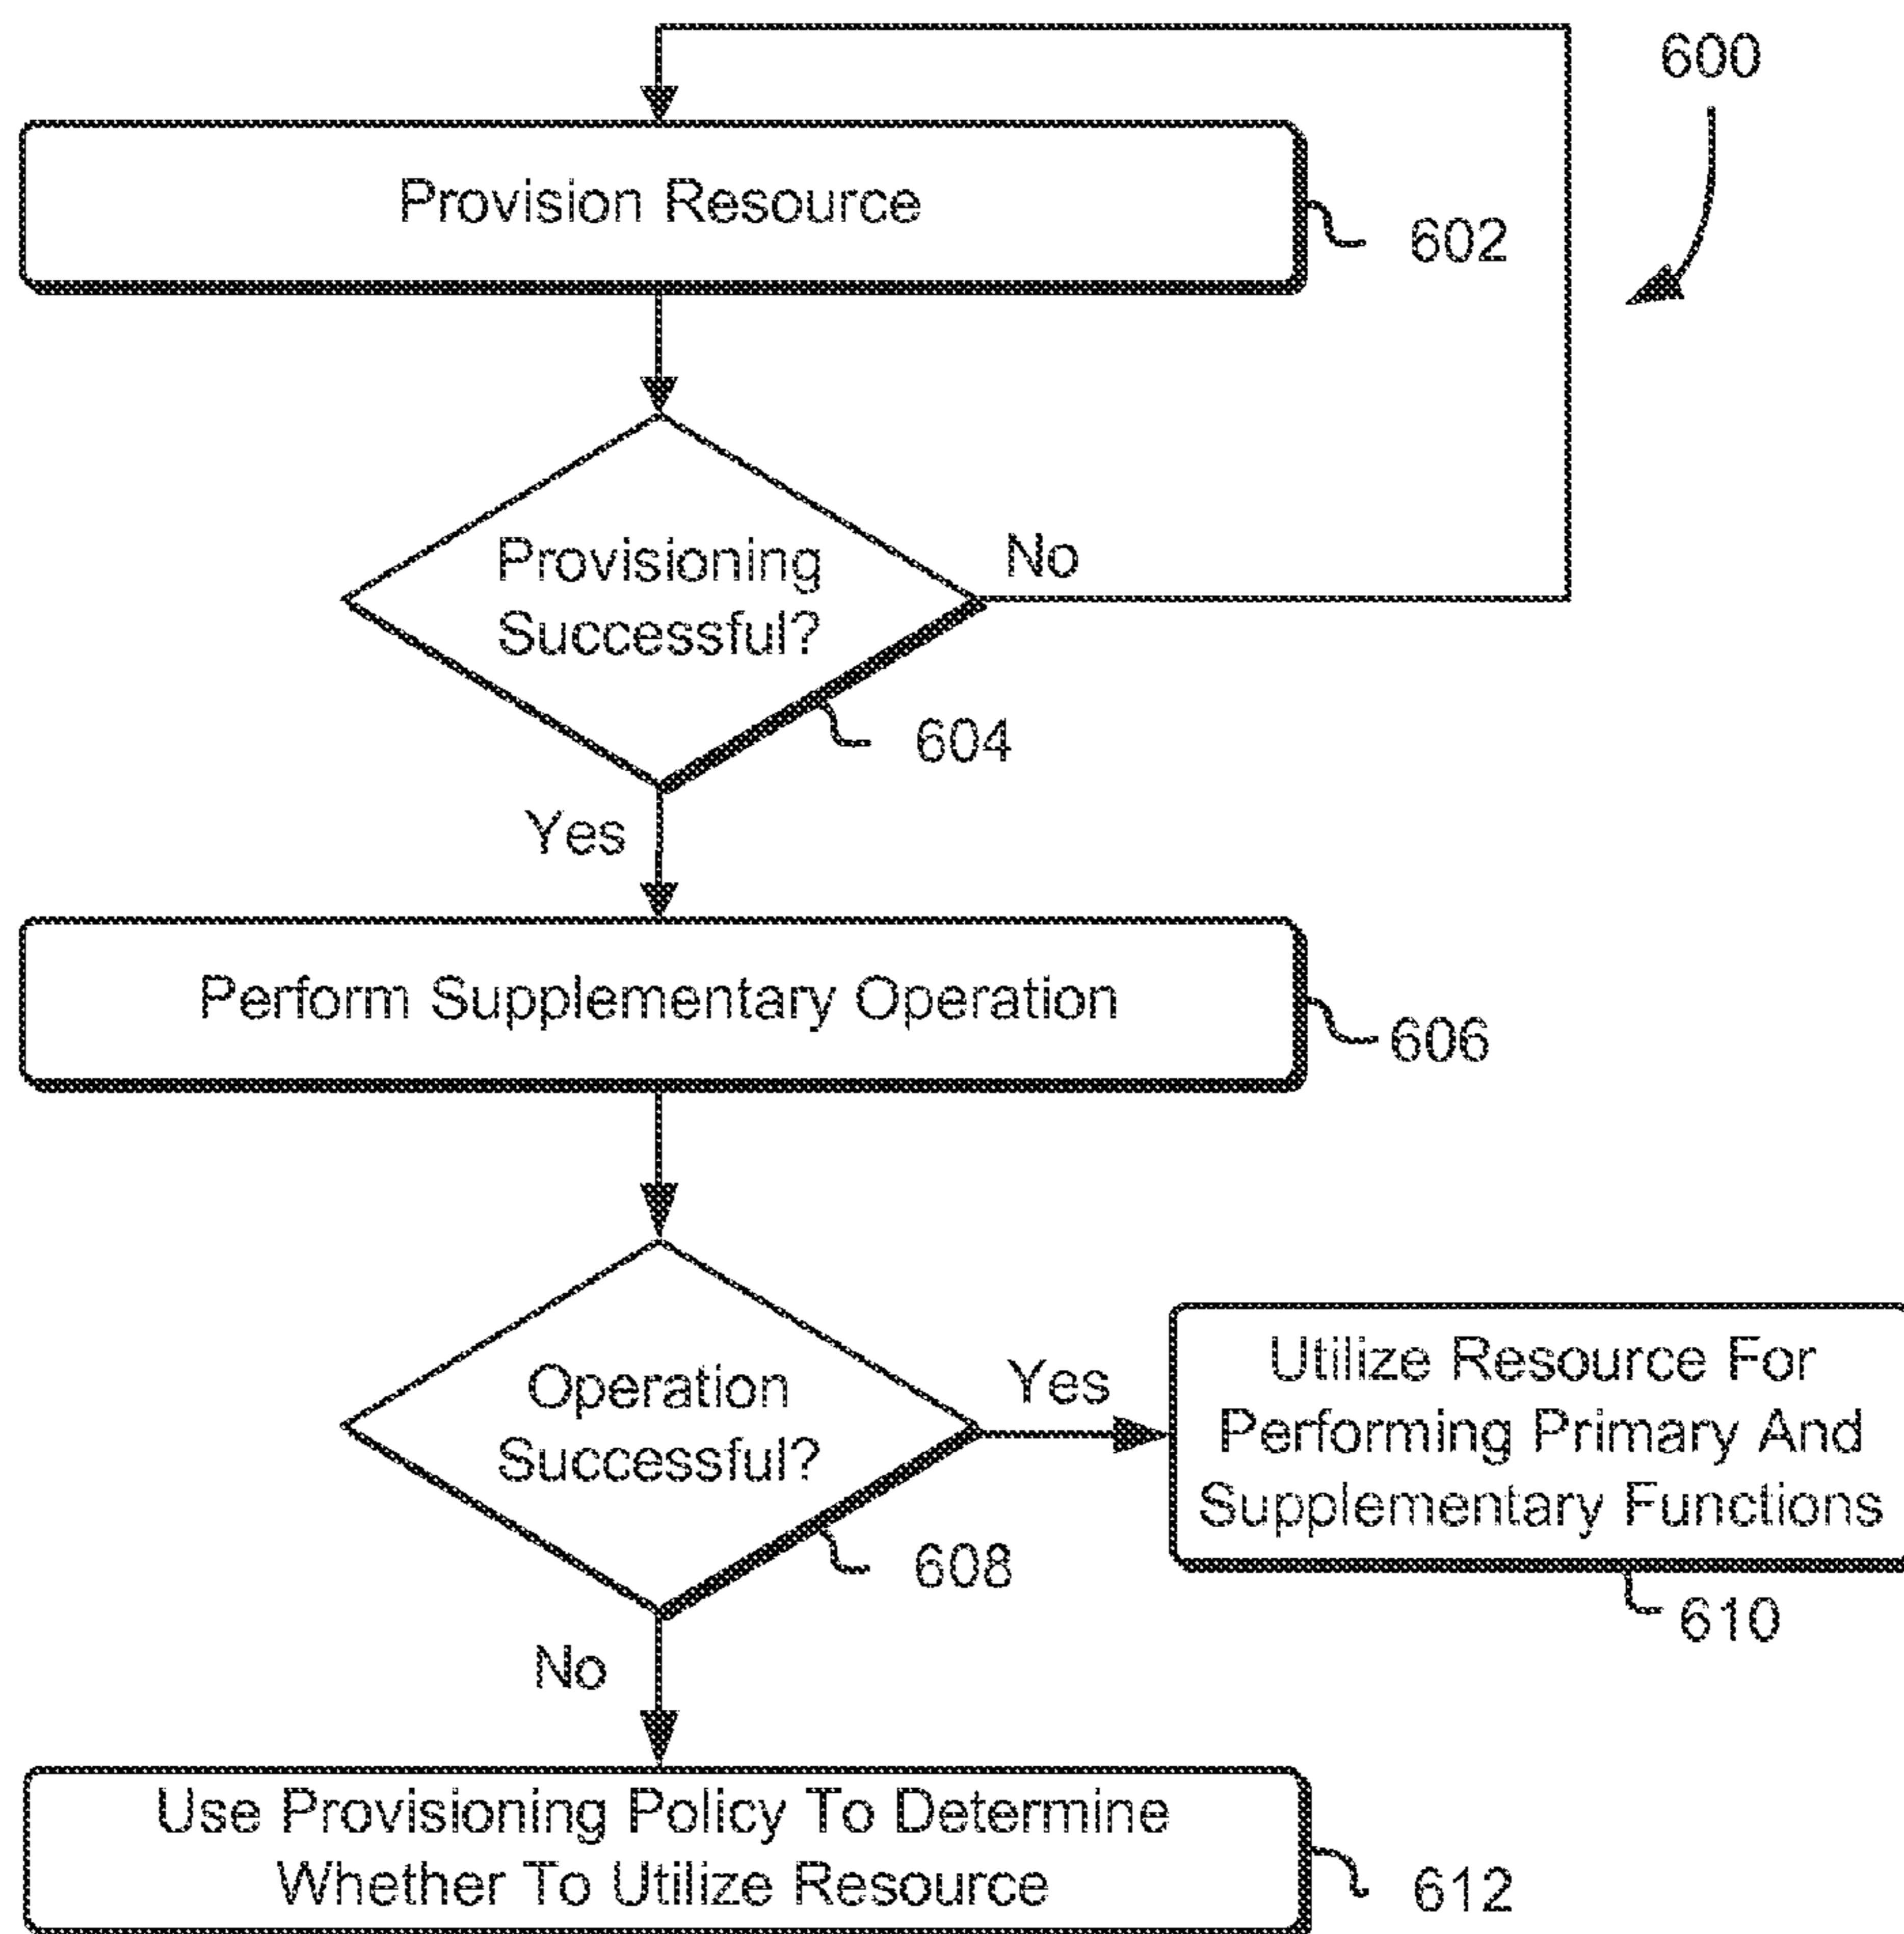 600
Provision Resource
602
Provisioning
Successful?
No
604
Yes
Perform Supplementary Operation
606
Operation
Successful?
Yes
Utilize Resource For
Performing Primary And
Supplementary Functions
608
610
No
Use Provisioning Policy To Determine
Whether To Utilize Resource
612